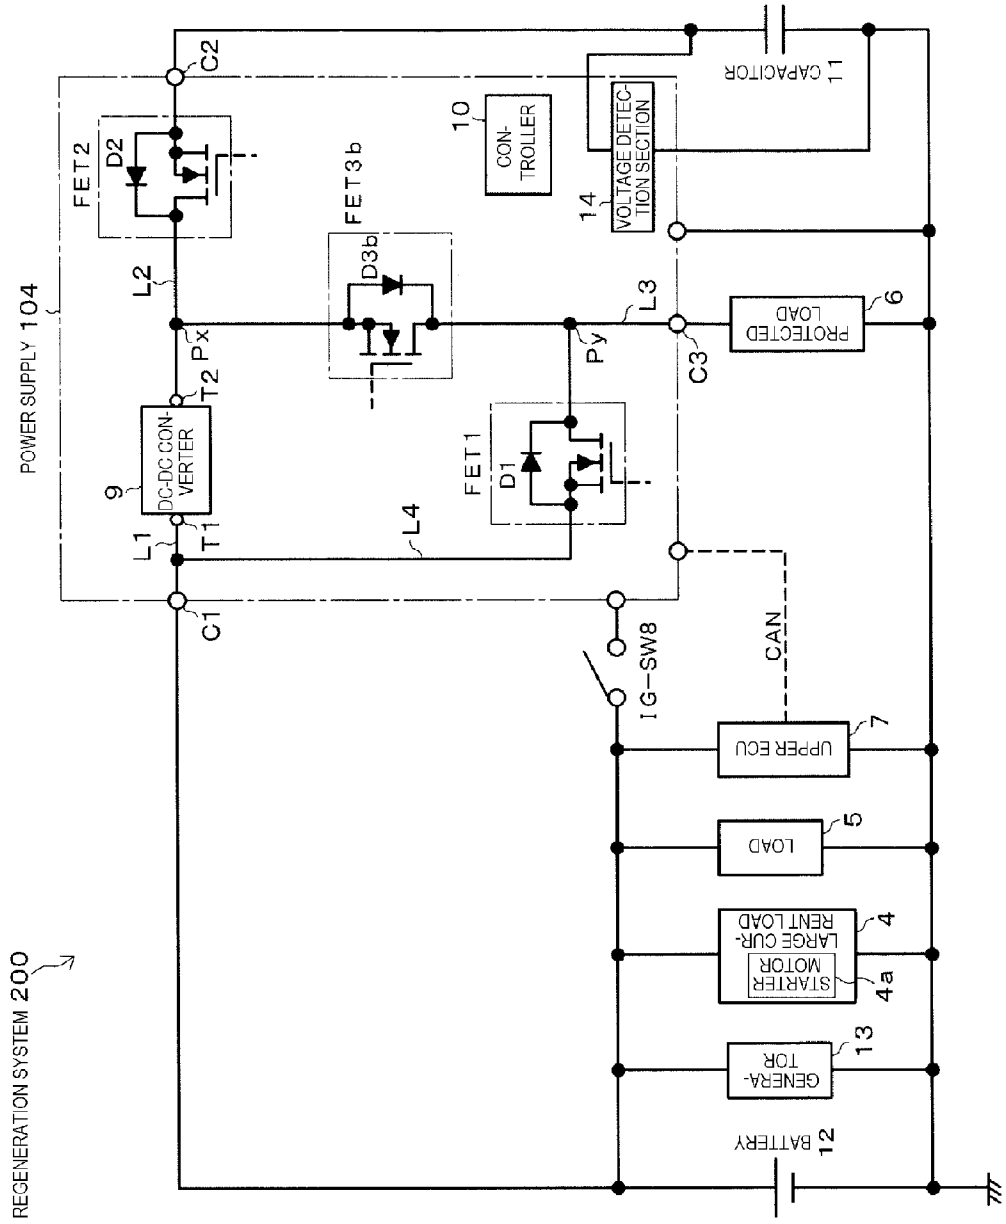 REGENERATION SYSTEM 200
POWER SUPPLY 104
FET2
D2
C2
L2
Px
T2
9
DC-DC CON-
VERTER
T1
L1
C1
L4
FET3b
D3b
10
CON-
TROLLER
14
VOLTAGE DETEC-
TION SECTION
CAPACITOR
11
FET1
D1
Py
L3
C3
PROTECTED
LOAD
6
IG-SW8
CAN
UPPER ECU
7
LOAD
5
LARGE CUR-
RENT LOAD
4
STARTER
MOTOR
4a
GENERA-
TOR
13
BATTERY
12